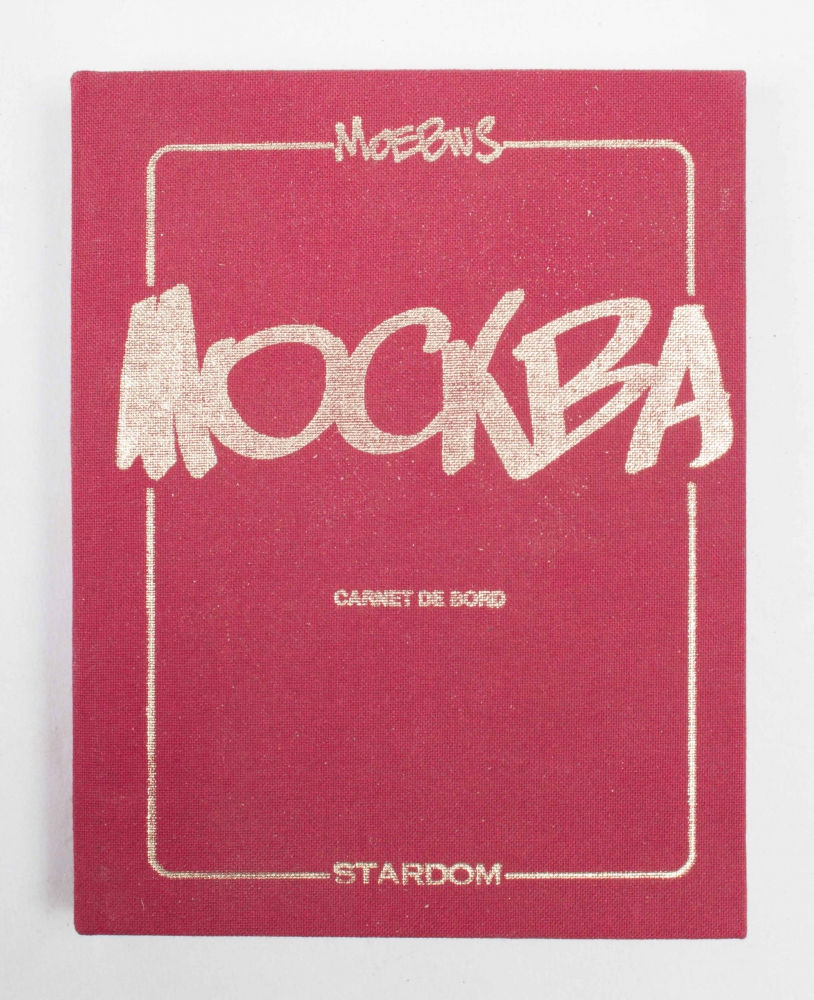 MOEBIUS
МОСКВА
CARNET DE BORD
STARDOM